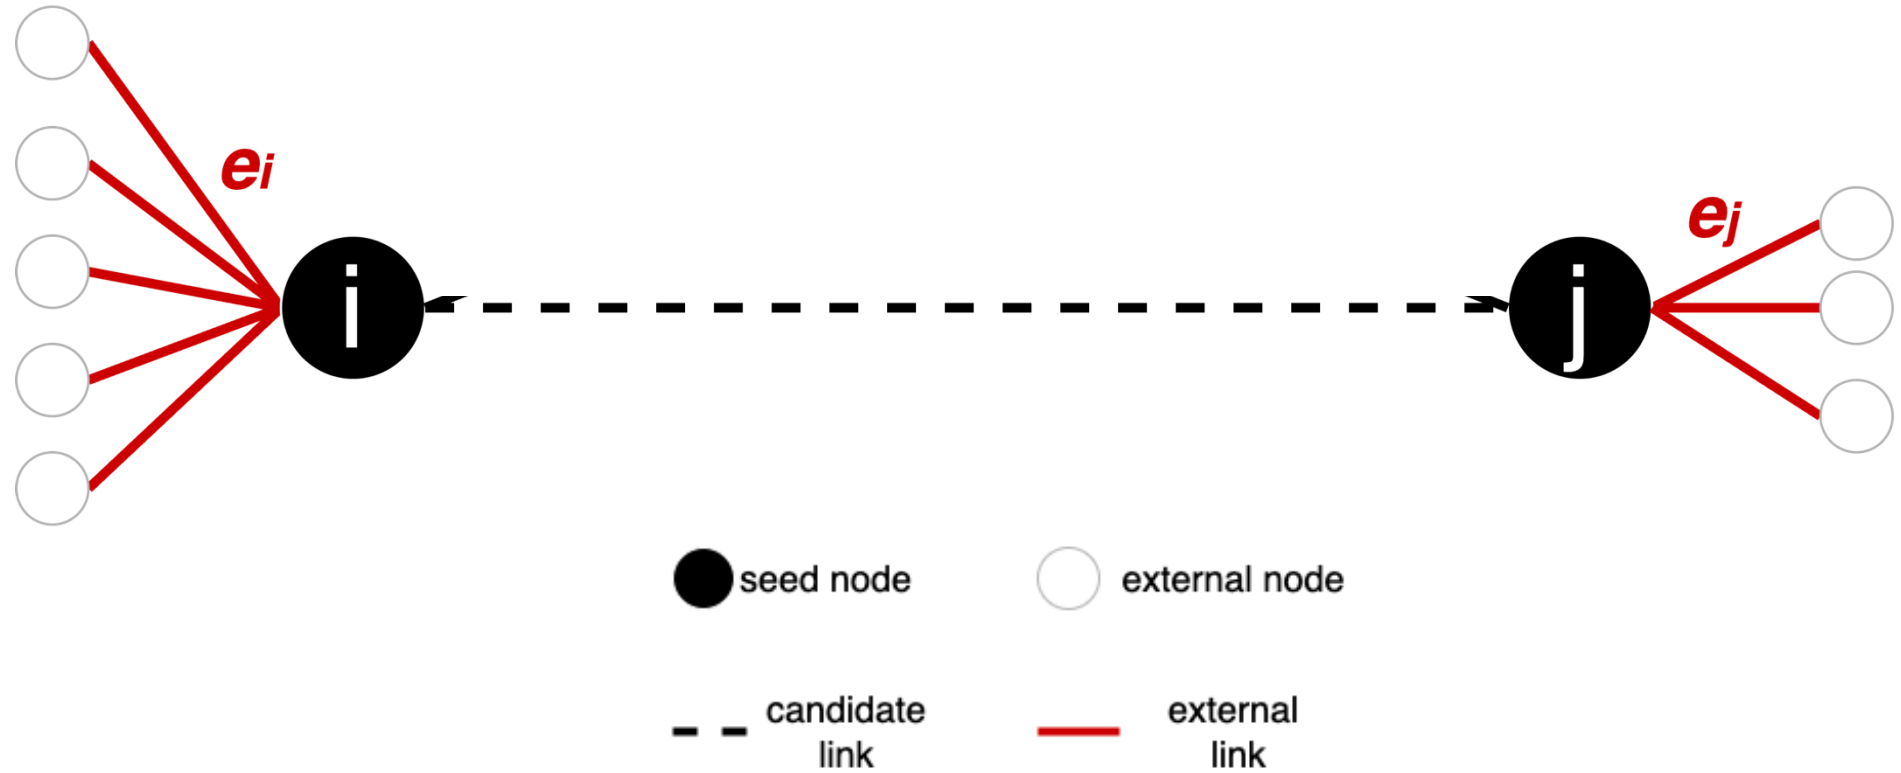 ei
ej
i
j
seed node
external node
candidate
link
external
link